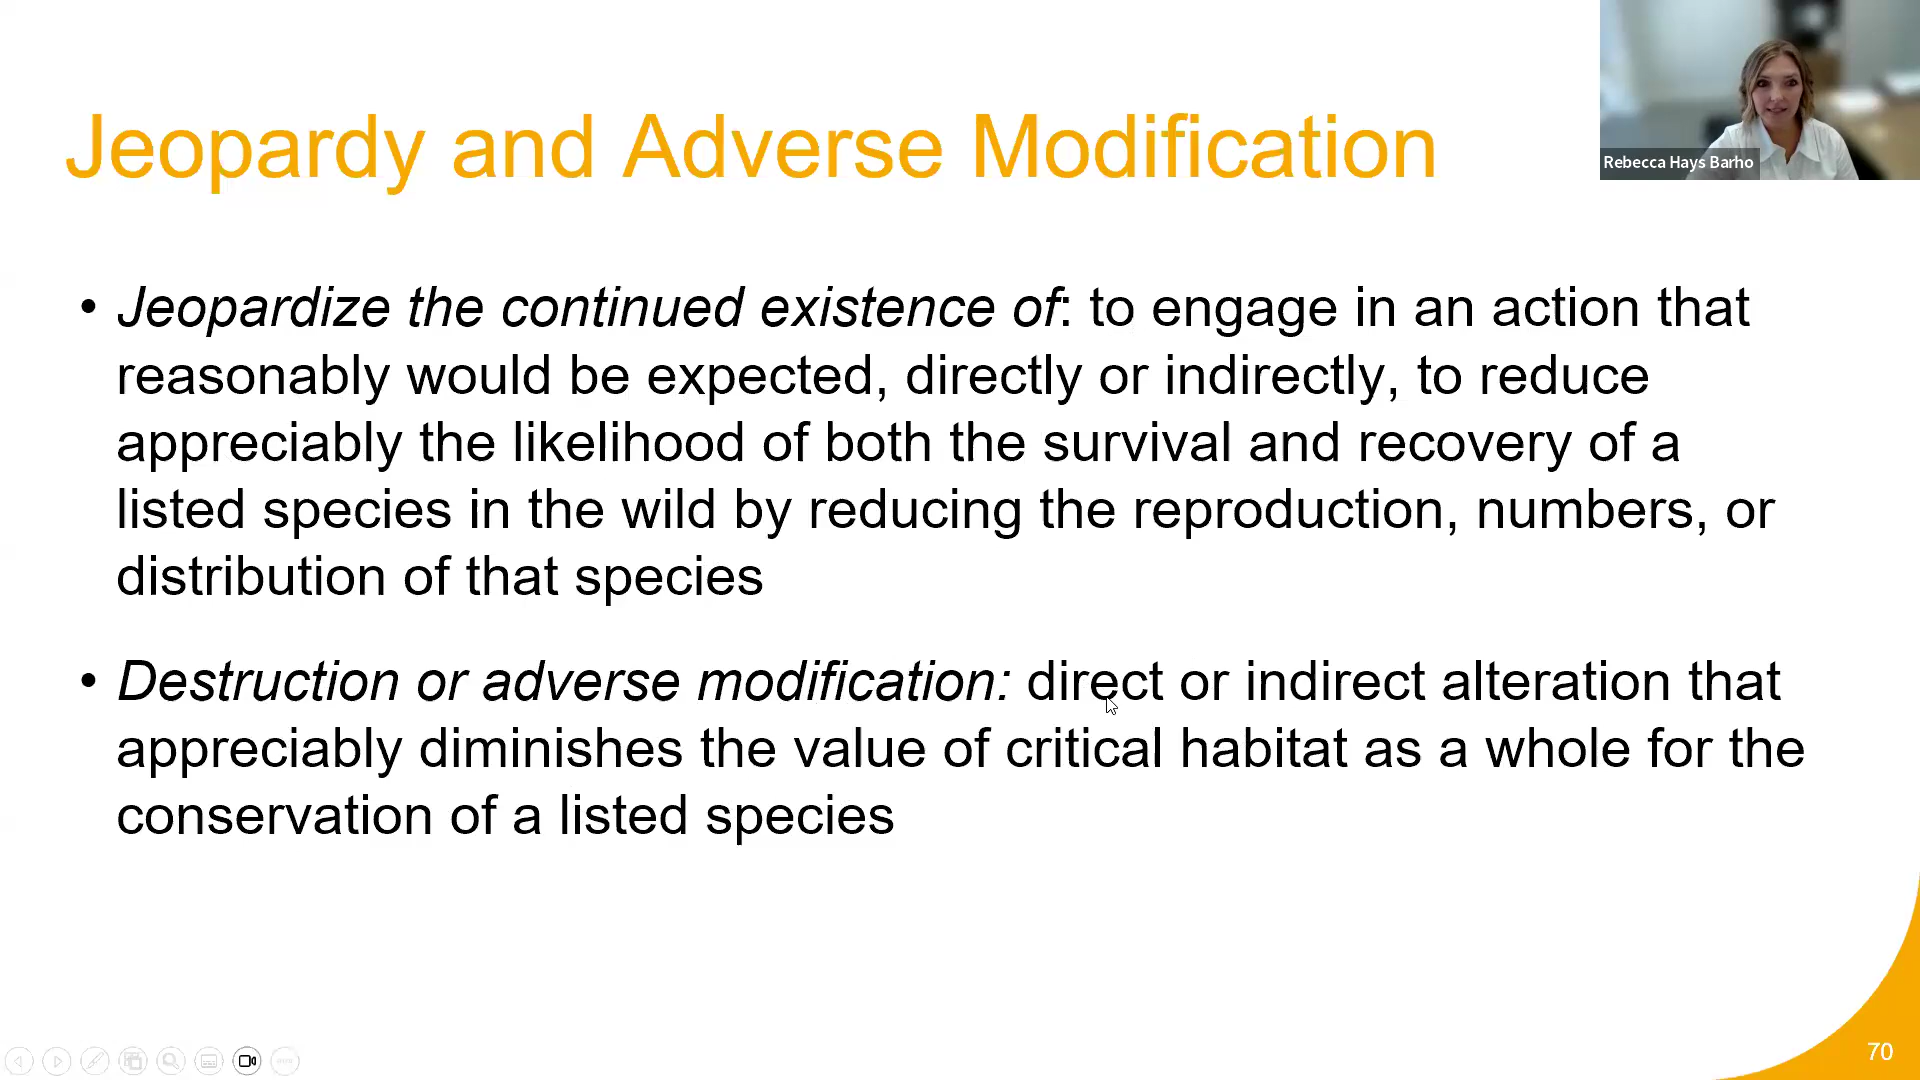 Jeopardy and Adverse Modification
Rebecca Hays Barho
• Jeopardize the continued existence of: to engage in an action that
reasonably would be expected, directly or indirectly, to reduce
appreciably the likelihood of both the survival and recovery of a
listed species in the wild by reducing the reproduction, numbers, or
distribution of that species
• Destruction or adverse modification: direct or indirect alteration that
appreciably diminishes the value of critical habitat as a whole for the
conservation of a listed species
70